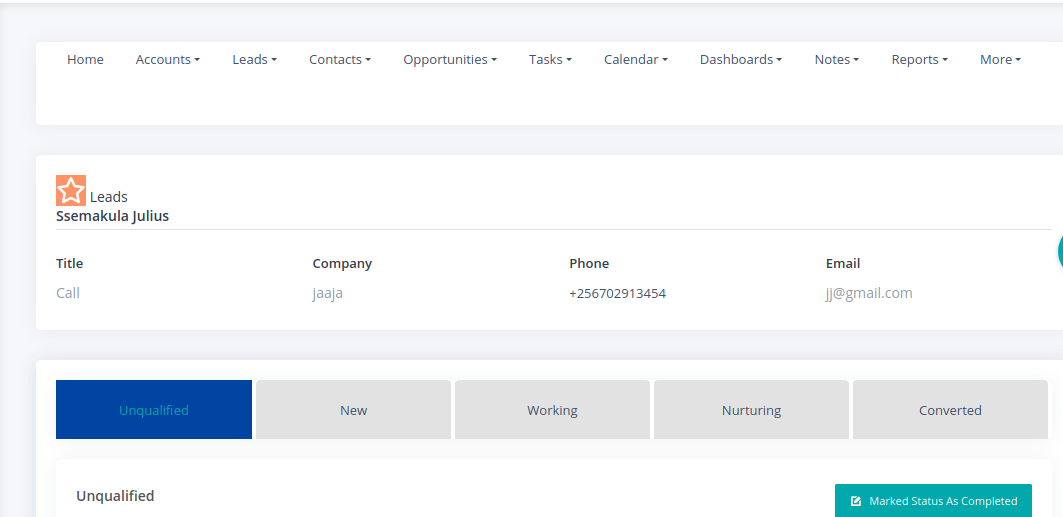 Home Accounts Leads Contacts Opportunities Tasks Calendar Dashboards Notes Reports More
Leads
Ssemakula Julius
Title Company Phone Email
Call jaaja +256702913454 jj@gmail.com
Unqualified New Working Nurturing Converted
Unqualified Marked Status As Completed